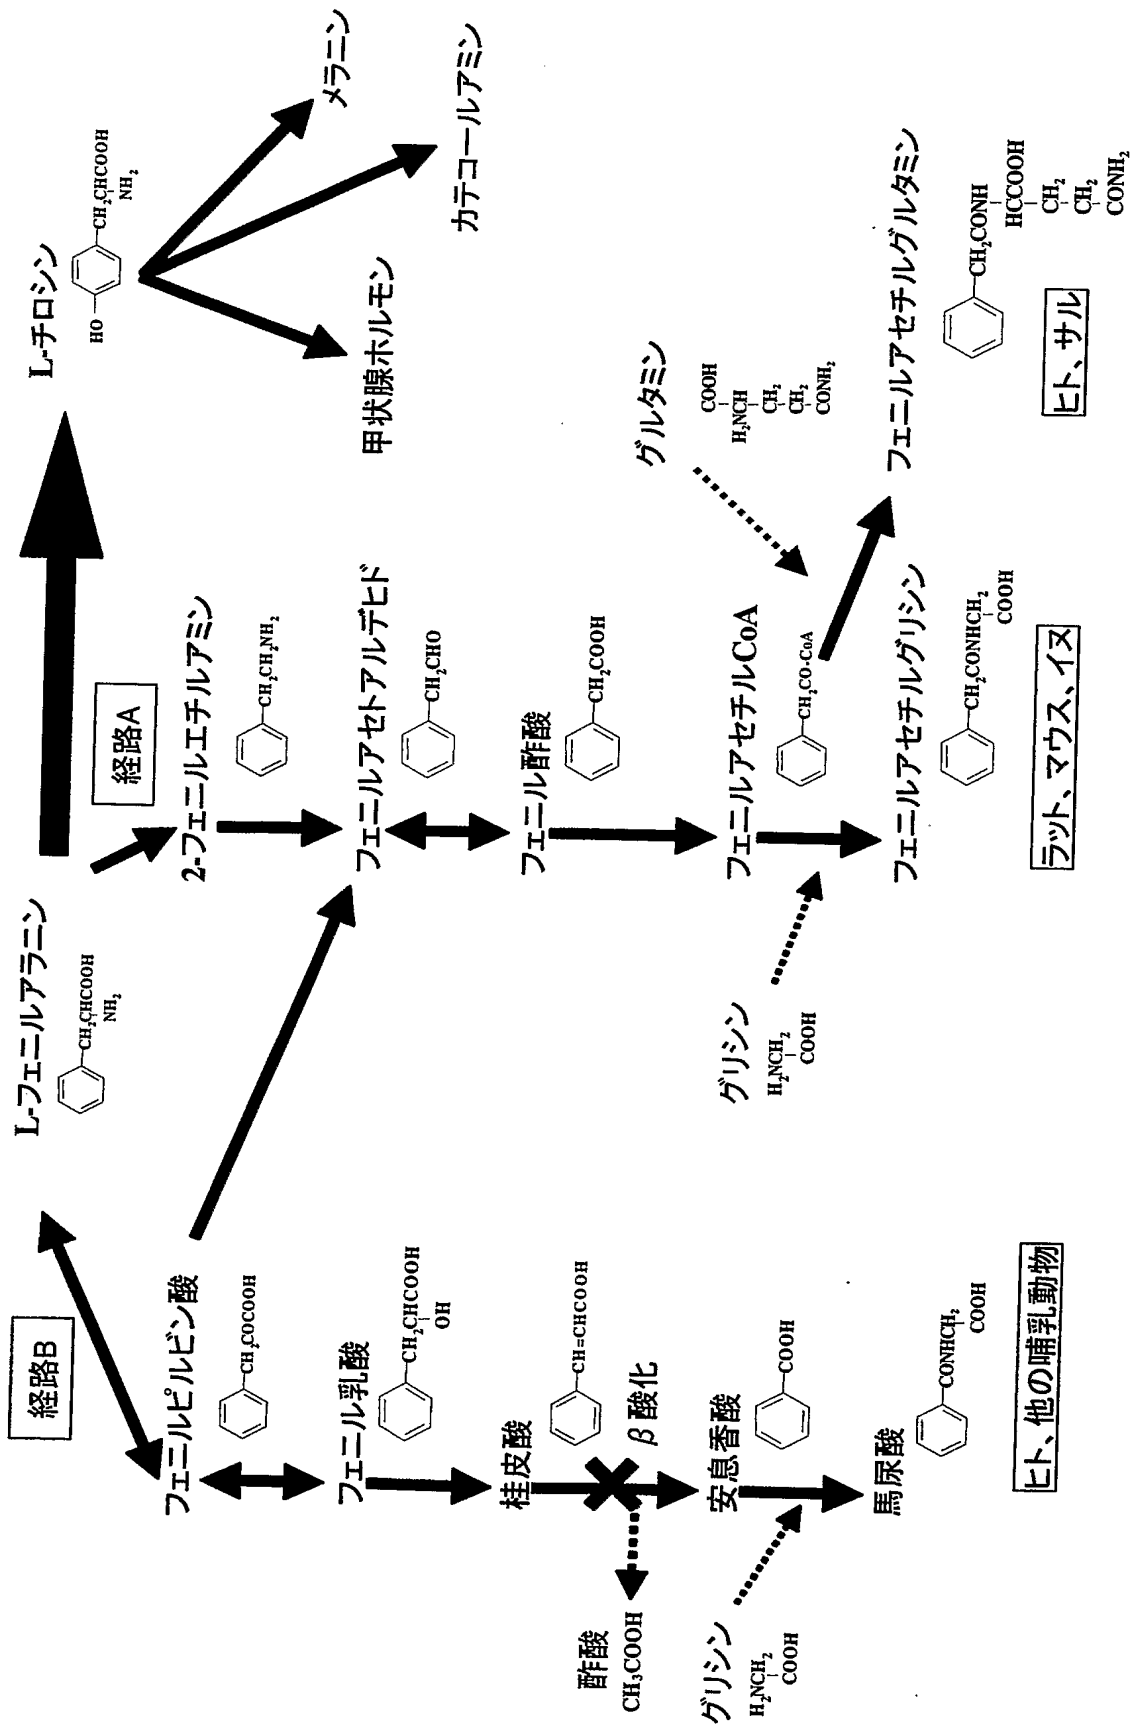 経路B
L-フェニルアラニン
CH₂CHCOOH
NH₂
経路A
L-チロシン
HO
CH₂CHCOOH
NH₂
メラニン
カテコールアミン
甲状腺ホルモン
フェニルピルビン酸
CH₂COCOOH
2-フェニルエチルアミン
CH₂CH₂NH₂
フェニル乳酸
CH₂CHCOOH
OH
フェニルアセトアルデヒド
CH₂CHO
桂皮酸
CH=CHCOOH
フェニル酢酸
CH₂COOH
β酸化
酢酸
CH₃COOH
安息香酸
COOH
フェニルアセチルCoA
CH₂CO-CoA
グルタミン
COOH
H₂NCH
CH₂
CH₂
CONH₂
グリシン
H₂NCH₂
COOH
グリシン
H₂NCH₂
COOH
馬尿酸
CONHCH₂
COOH
フェニルアセチルグリシン
CH₂CONHCH₂
COOH
フェニルアセチルグルタミン
CH₂CONH
HCCOOH
CH₂
CH₂
CONH₂
ヒト、他の哺乳動物
ラット、マウス、イヌ
ヒト、サル